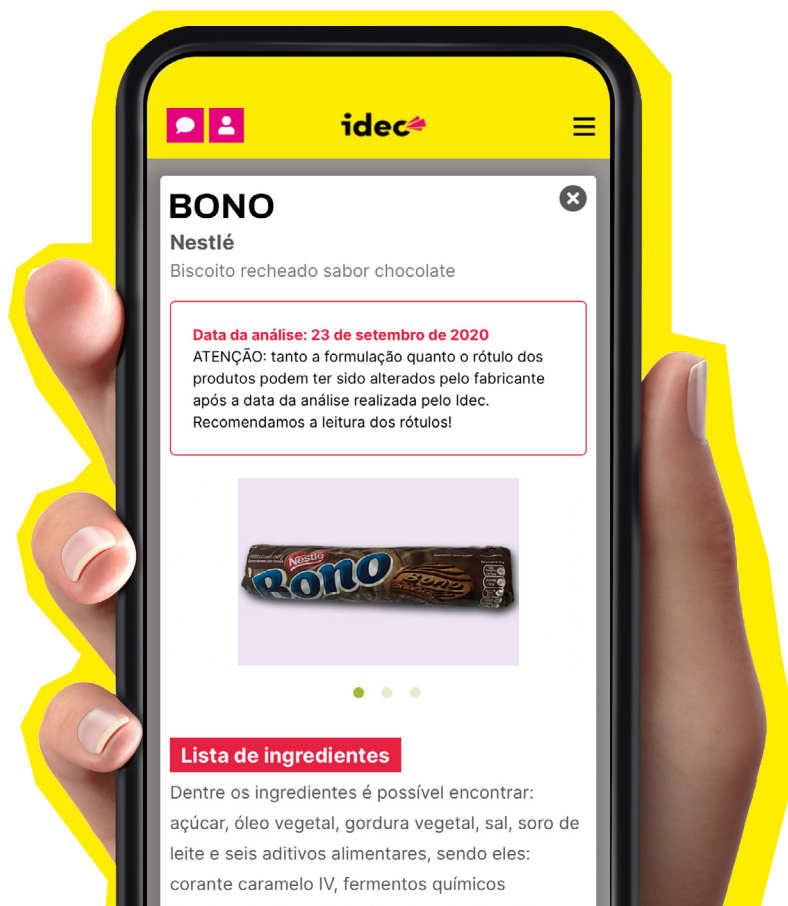 idec
BONO
Nestlé
Biscoito recheado sabor chocolate
Data da análise: 23 de setembro de 2020
ATENÇÃO: tanto a formulação quanto o rótulo dos
produtos podem ter sido alterados pelo fabricante
após a data da análise realizada pelo Idec.
Recomendamos a leitura dos rótulos!
Nestlé
Bono
BONO
Lista de ingredientes
Dentre os ingredientes é possível encontrar:
açúcar, óleo vegetal, gordura vegetal, sal, soro de
leite e seis aditivos alimentares, sendo eles:
corante caramelo IV, fermentos químicos